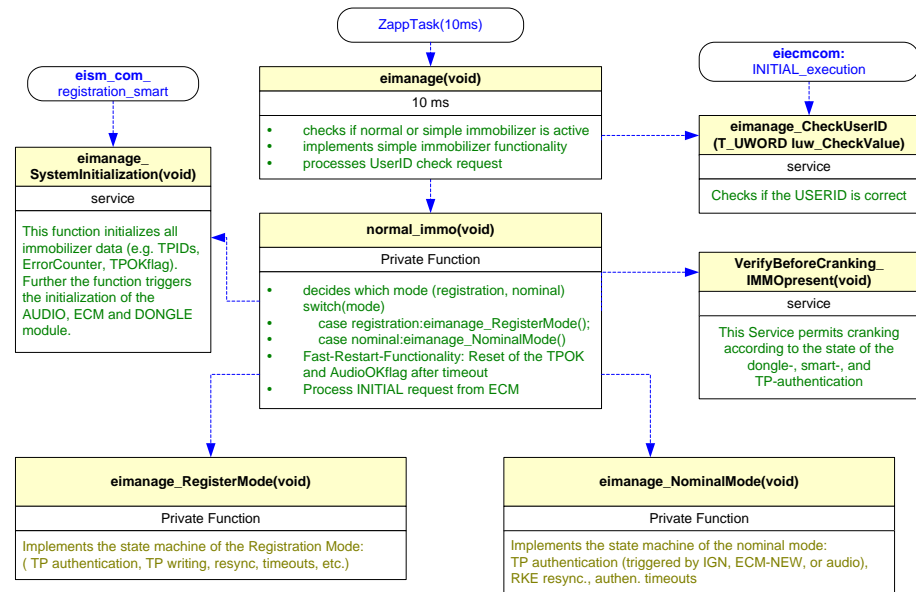 ZappTask(10ms)
eism_com_
registration_smart
eiecmcom:
INITIAL_execution
eimanage(void)
10 ms
• checks if normal or simple immobilizer is active
• implements simple immobilizer functionality
• processes UserID check request
eimanage_CheckUserID
(T_UWORD luw_CheckValue)
service
Checks if the USERID is correct
eimanage_
SystemInitialization(void)
service
This function initializes all
immobilizer data (e.g. TPIDs,
ErrorCounter, TPOKflag).
Further the function triggers
the initialization of the
AUDIO, ECM and DONGLE
module.
normal_immo(void)
Private Function
• decides which mode (registration, nominal)
switch(mode)
• case registration:eimanage_RegisterMode();
• case nominal:eimanage_NominalMode()
• Fast-Restart-Functionality: Reset of the TPOK
and AudioOKflag after timeout
• Process INITIAL request from ECM
VerifyBeforeCranking_
IMMOpresent(void)
service
This Service permits cranking
according to the state of the
dongle-, smart-, and
TP-authentication
eimanage_RegisterMode(void)
Private Function
Implements the state machine of the Registration Mode:
( TP authentication, TP writing, resync, timeouts, etc.)
eimanage_NominalMode(void)
Private Function
Implements the state machine of the nominal mode:
TP authentication (triggered by IGN, ECM-NEW, or audio),
RKE resync., authen. timeouts